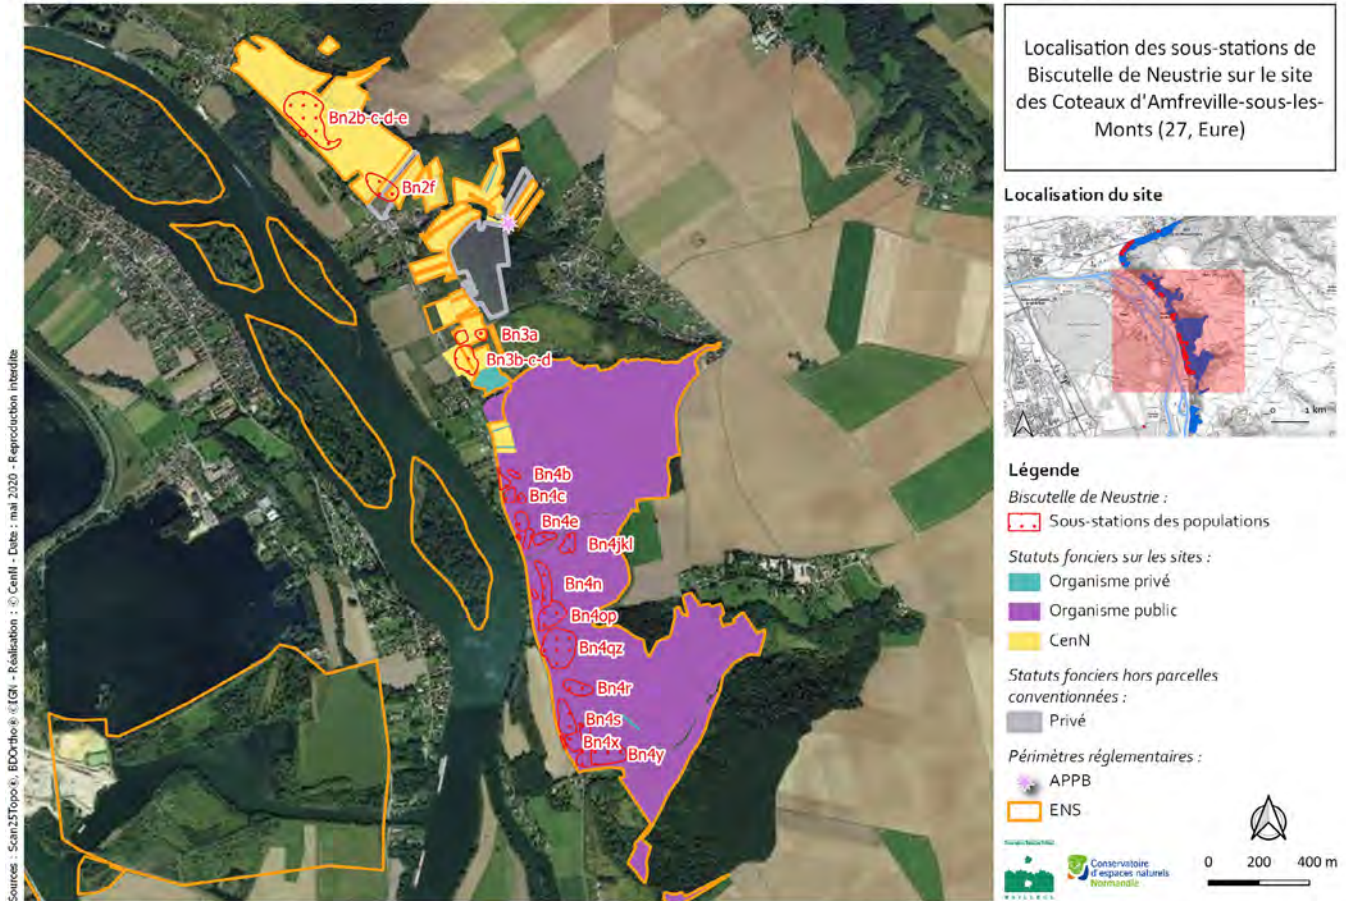 Localisation des sous-stations de
Biscutelle de Neustrie sur le site
des Coteaux d'Amfreville-sous-les-
Monts (27, Eure)
Localisation du site
0 1 km
Légende
Biscutelle de Neustrie :
Sous-stations des populations
Statuts fonciers sur les sites :
Organisme privé
Organisme public
CenN
Statuts fonciers hors parcelles
conventionnées :
Privé
Périmètres réglementaires :
APPB
ENS
Conservatoire
d'espaces naturels
Normandie
0 200 400 m
Bn2b-c-d-e
Bn2f
Bn3a
Bn3b-c-d
Bn4b
Bn4c
Bn4e
Bn4jkl
Bn4n
Bn4op
Bn4qz
Bn4r
Bn4s
Bn4x
Bn4y
Sources : Scan25Topo®, BDOrtho® ©IGN - Réalisation : © CenN - Date : mai 2020 - Reproduction interdite